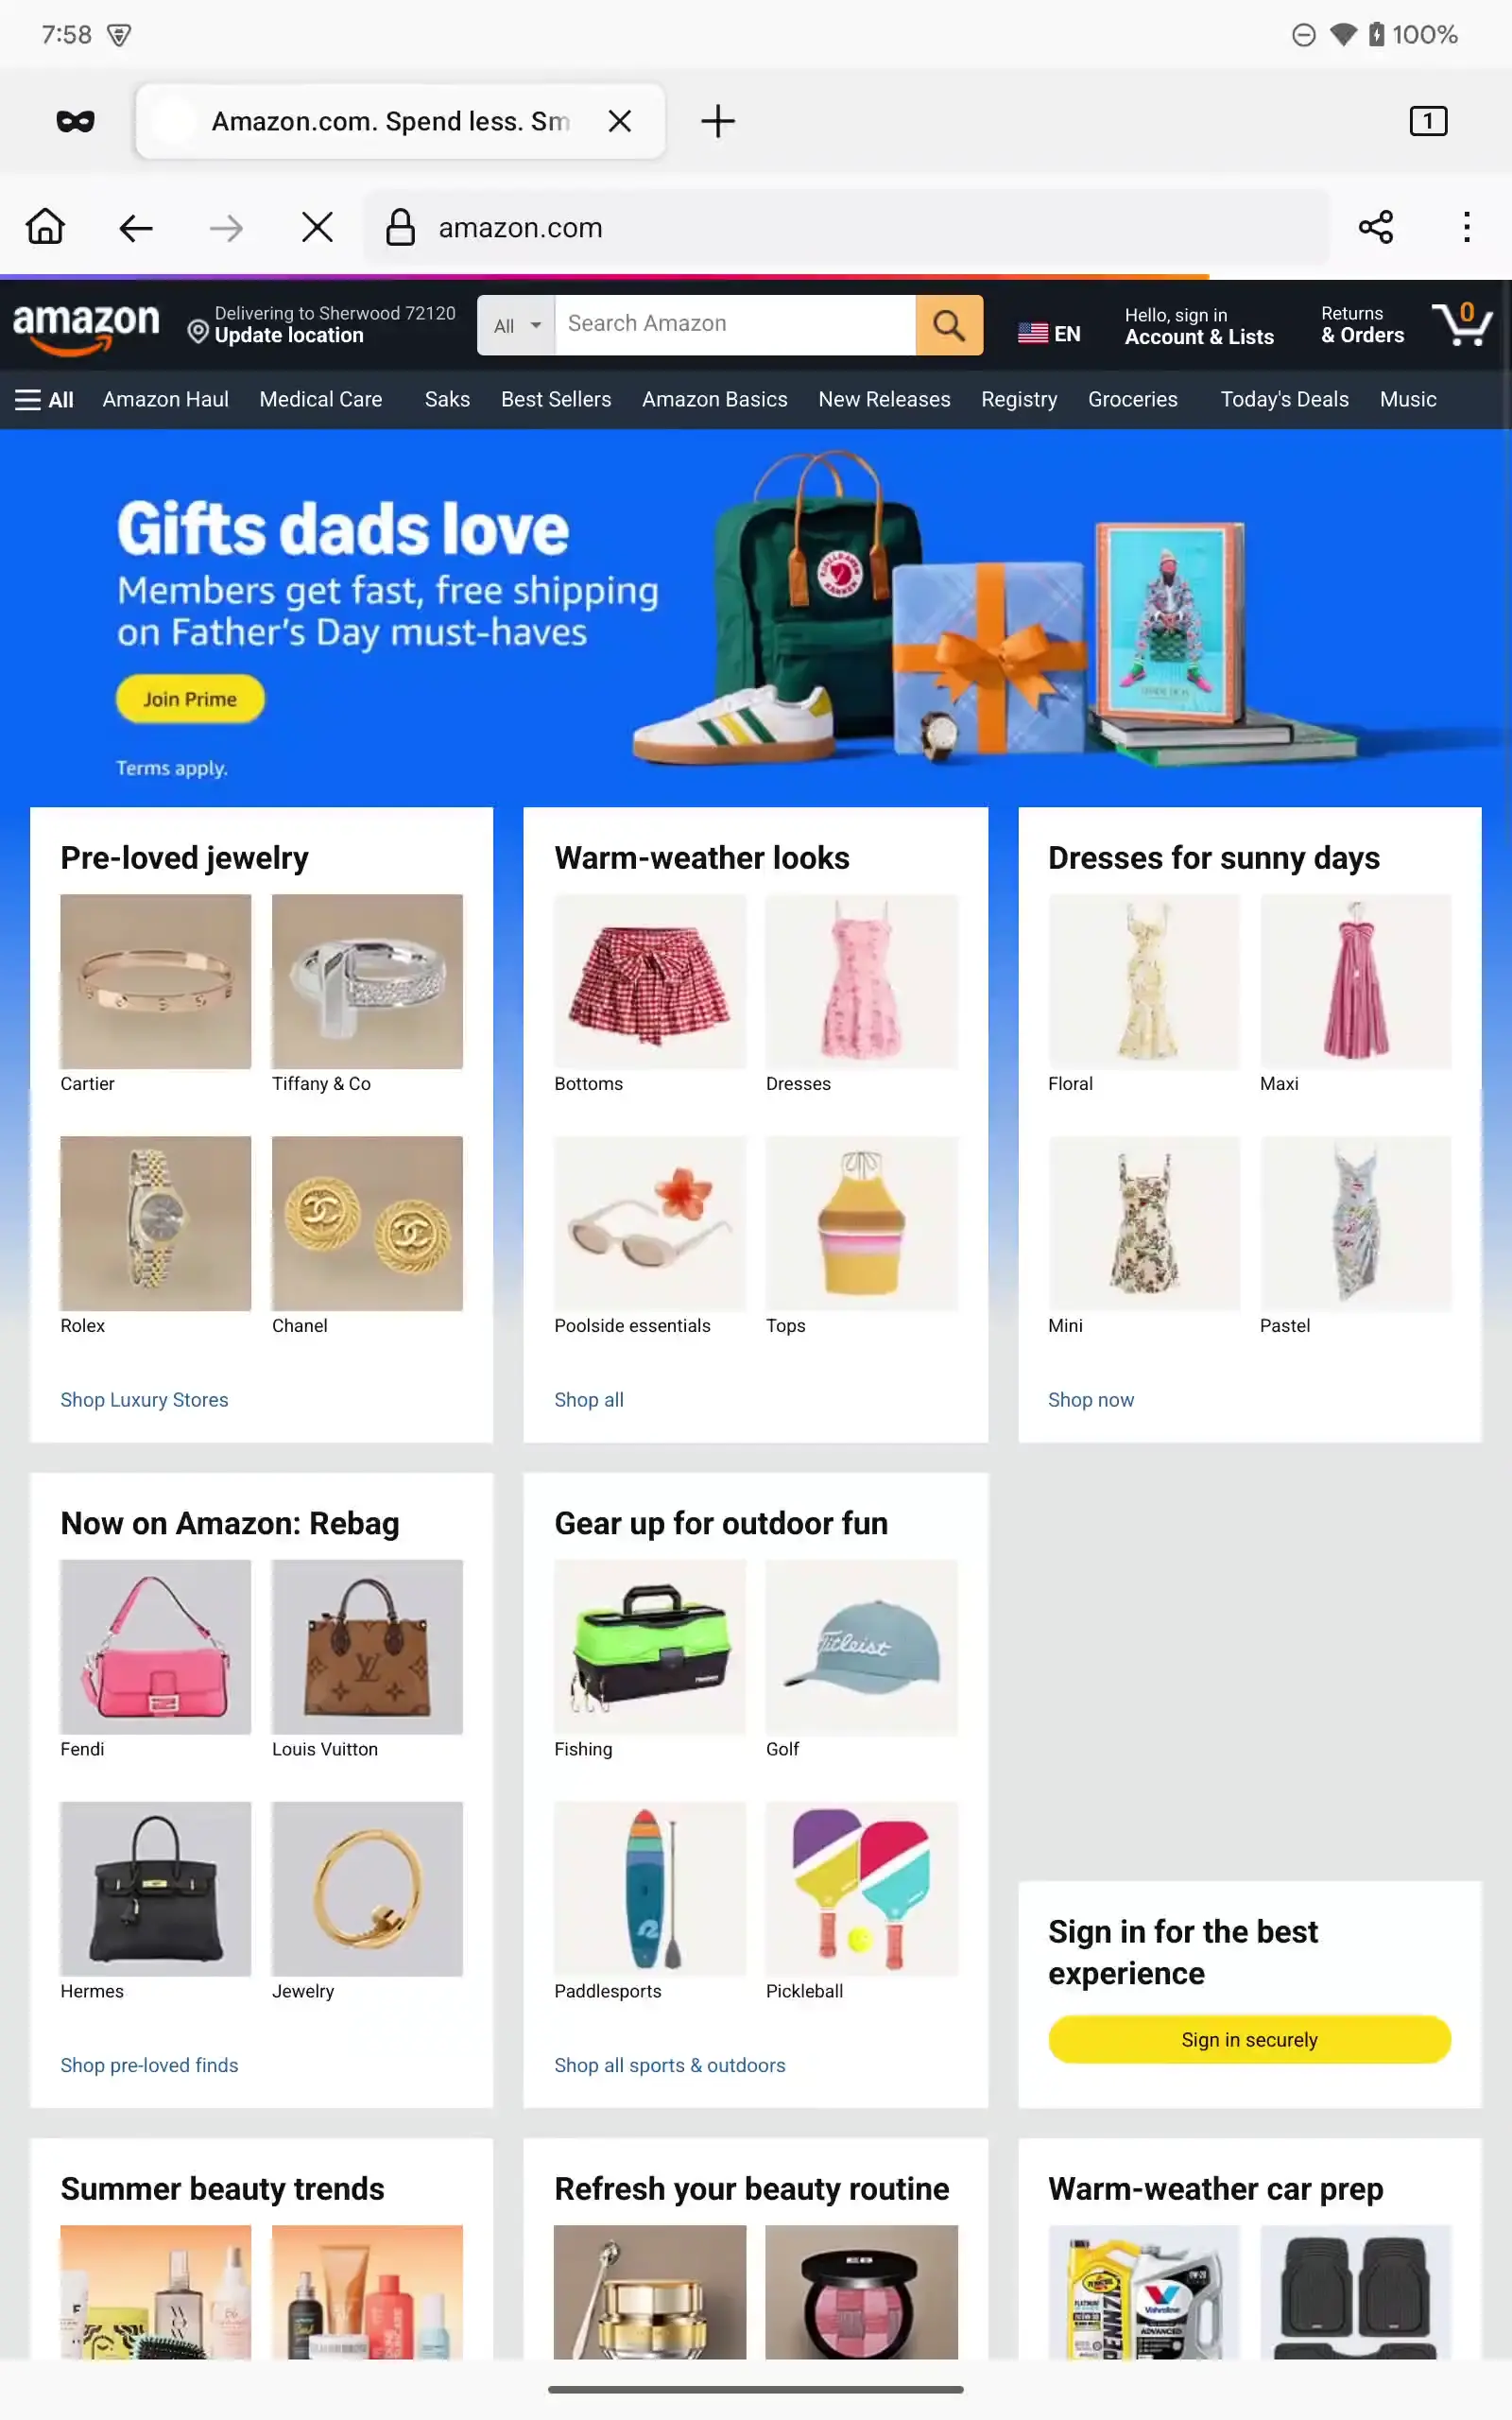 7:58
100%
Amazon.com. Spend less. Sm
1
amazon.com
amazon
Delivering to Sherwood 72120
Update location
All
Search Amazon
EN
Hello, sign in
Account & Lists
Returns
& Orders
0
All
Amazon Haul
Medical Care
Saks
Best Sellers
Amazon Basics
New Releases
Registry
Groceries
Today's Deals
Music
Gifts dads love
Members get fast, free shipping
on Father's Day must-haves
Join Prime
Terms apply.
Pre-loved jewelry
Cartier
Tiffany & Co
Rolex
Chanel
Shop Luxury Stores
Warm-weather looks
Bottoms
Dresses
Poolside essentials
Tops
Shop all
Dresses for sunny days
Floral
Maxi
Mini
Pastel
Shop now
Now on Amazon: Rebag
Fendi
Louis Vuitton
Hermes
Jewelry
Shop pre-loved finds
Gear up for outdoor fun
Titleist
Fishing
Golf
Paddlesports
Pickleball
Shop all sports & outdoors
Sign in for the best
experience
Sign in securely
Summer beauty trends
Refresh your beauty routine
Warm-weather car prep
PENNZOIL
PLATINUM
Valvoline
ADVANCED